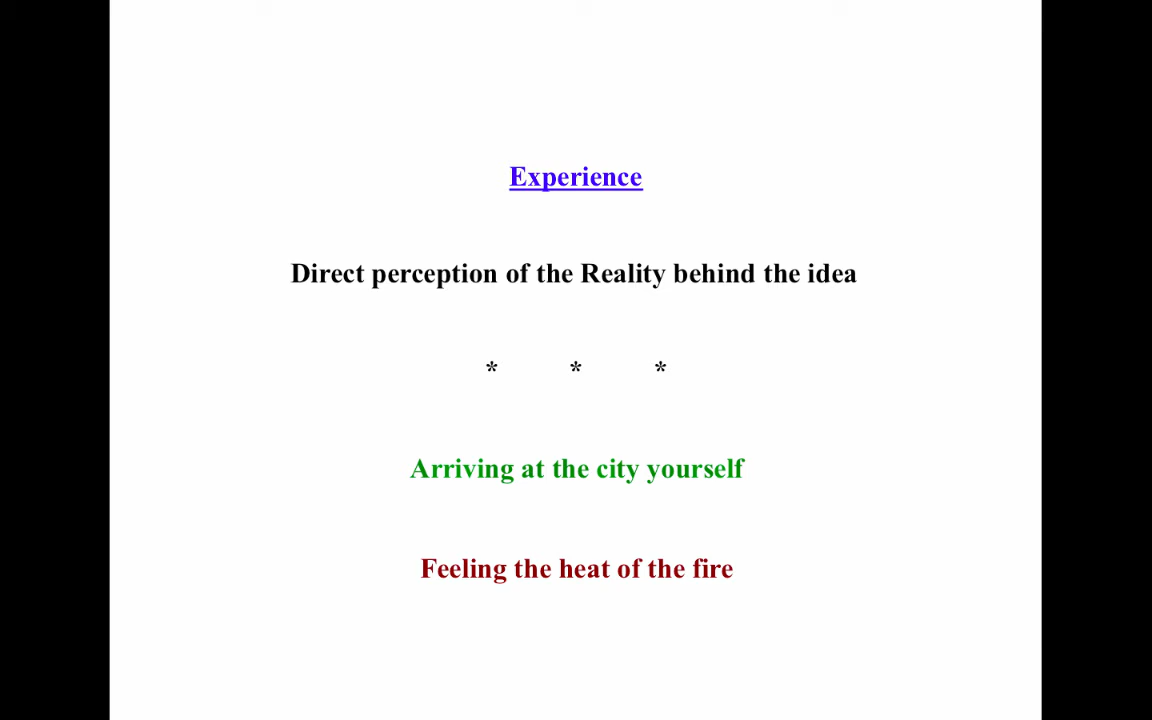 Experience
Direct perception of the Reality behind the idea
* * *
Arriving at the city yourself
Feeling the heat of the fire